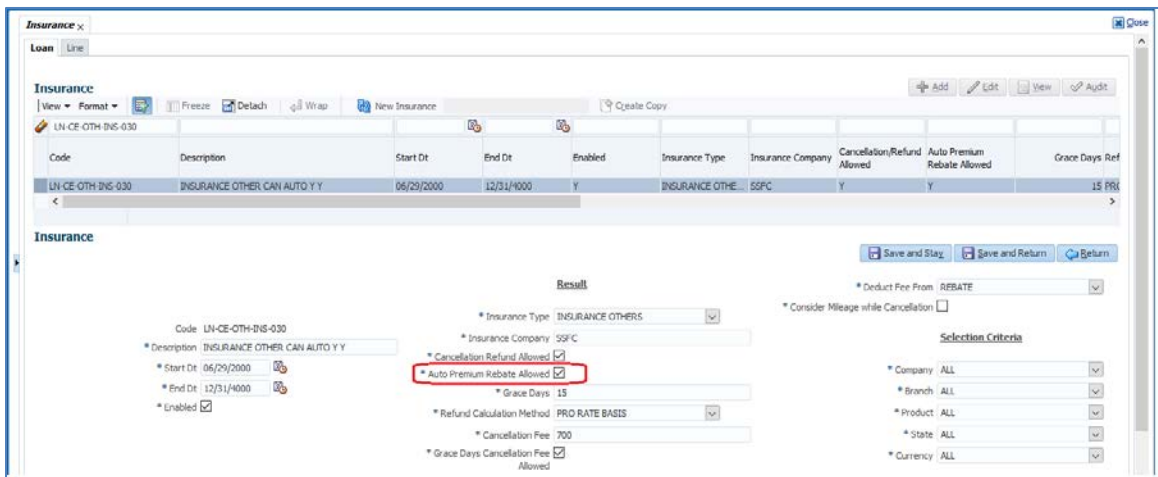 Insurance ×
Close
Loan Line
Insurance
Add Edit View Audit
View Format Freeze Detach Wrap New Insurance Create Copy
LN-CE-OTH-INS-030
Code Description Start Dt End Dt Enabled Insurance Type Insurance Company Cancellation/Refund Allowed Auto Premium Rebate Allowed Grace Days Ref
LN-CE-OTH-INS-030 INSURANCE OTHER CAN AUTO Y Y 06/29/2000 12/31/4000 Y INSURANCE OTHE... SSFC Y Y 15 PRO
Insurance
Save and Stay Save and Return Return
Result
* Deduct Fee From REBATE
* Insurance Type INSURANCE OTHERS
* Consider Mileage while Cancellation
Code LN-CE-OTH-INS-030
* Insurance Company SSFC
Selection Criteria
* Description INSURANCE OTHER CAN AUTO Y Y
* Cancellation Refund Allowed
* Start Dt 06/29/2000
* Auto Premium Rebate Allowed
* Company ALL
* End Dt 12/31/4000
* Grace Days 15
* Branch ALL
* Enabled
* Refund Calculation Method PRO RATE BASIS
* Product ALL
* Cancellation Fee 700
* State ALL
* Grace Days Cancellation Fee
Allowed
* Currency ALL